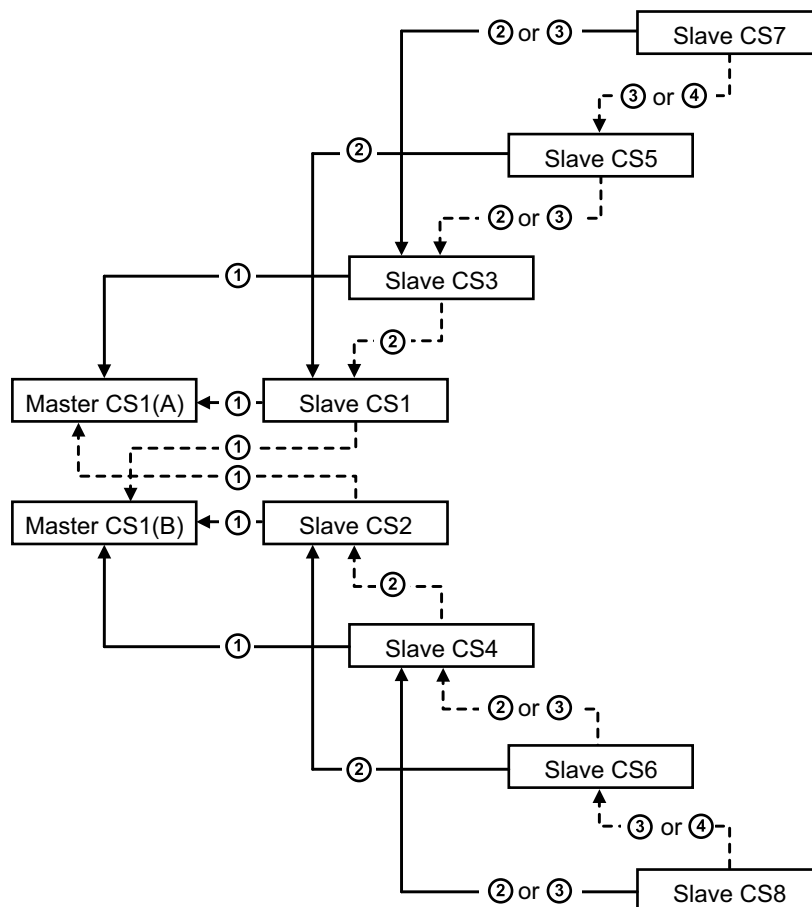 ② or ③
Slave CS7
③ or ④
②
Slave CS5
② or ③
①
Slave CS3
②
Master CS1(A)
①
Slave CS1
①
①
Master CS1(B)
①
Slave CS2
②
①
Slave CS4
② or ③
②
Slave CS6
③ or ④
② or ③
Slave CS8